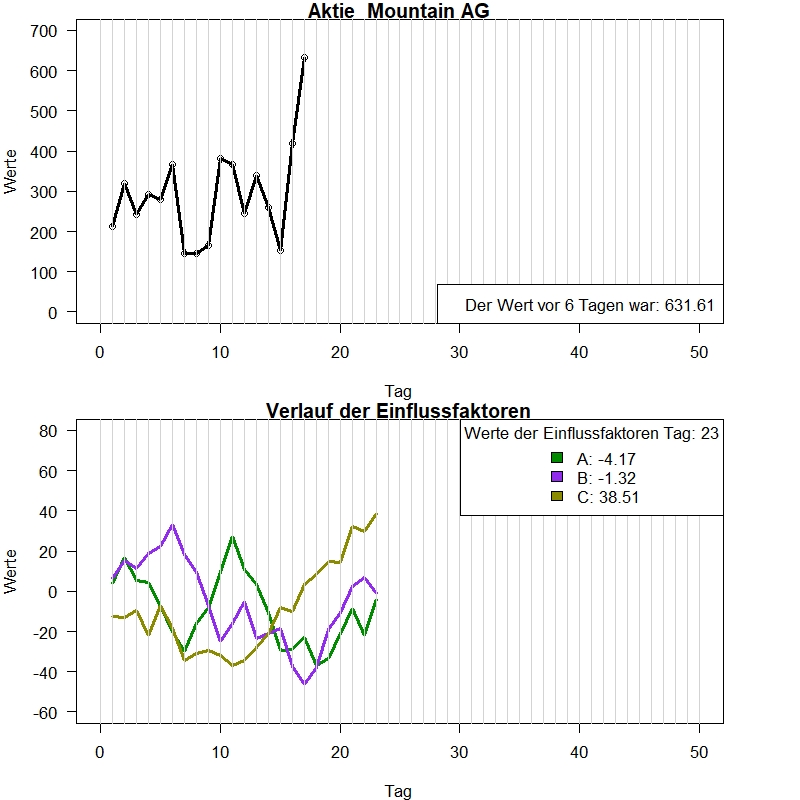 Aktie  Mountain AG
700
600
500
400
300
200
100
0
Werte
Der Wert vor 6 Tagen war: 631.61
0 10 20 30 40 50
Tag
Verlauf der Einflussfaktoren
80
60
40
20
0
-20
-40
-60
Werte
Werte der Einflussfaktoren Tag: 23
A: -4.17
B: -1.32
C: 38.51
0 10 20 30 40 50
Tag